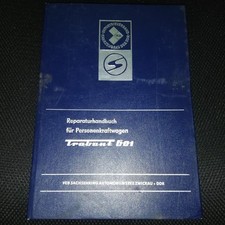 Reparaturhandbuch
für Personenkraftwagen
Trabant 601
VEB SACHSENRING AUTOMOBILWERKE ZWICKAU · DDR